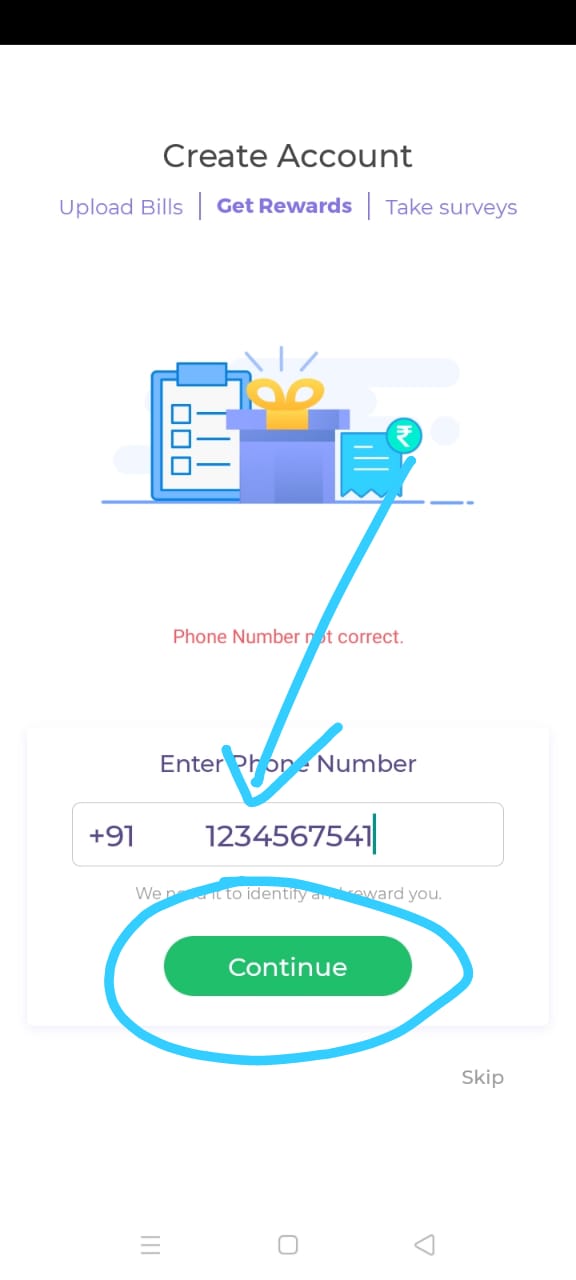 Create Account
Upload Bills | Get Rewards | Take surveys
₹
Phone Number not correct.
Enter Phone Number
+91 1234567541
We need it to identify and reward you.
Continue
Skip